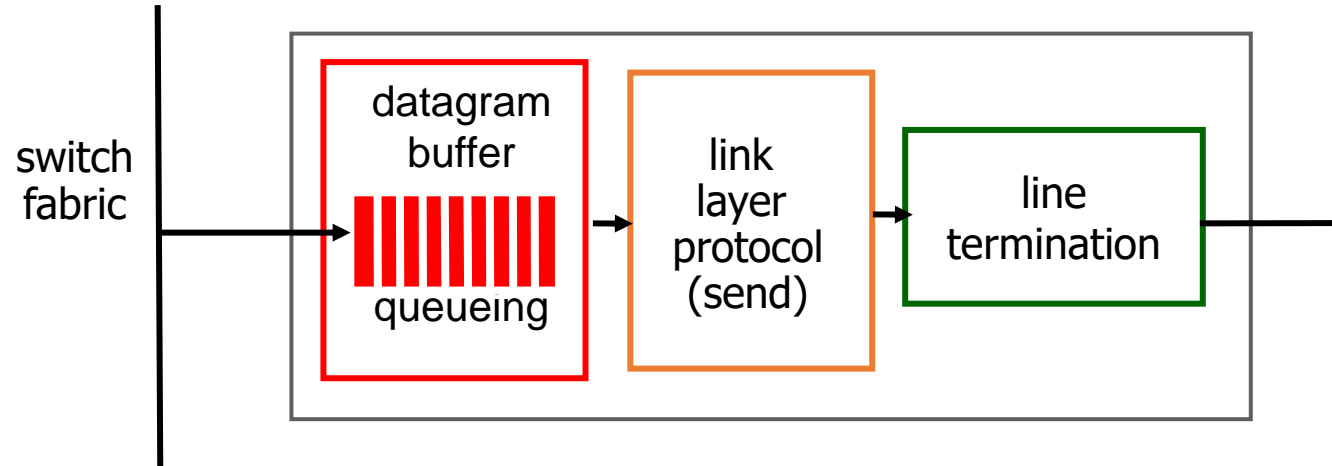 switch
fabric
datagram
buffer
queueing
link
layer
protocol
(send)
line
termination